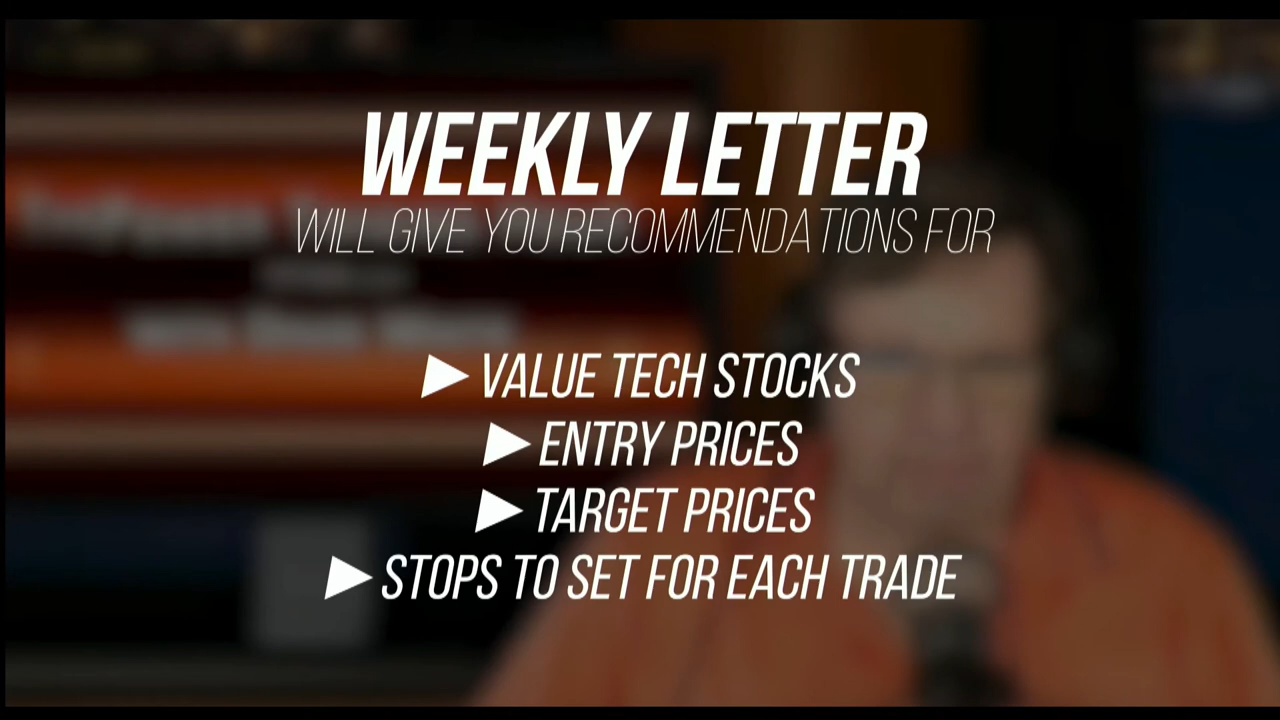 WEEKLY LETTER
WILL GIVE YOU RECOMMENDATIONS FOR
▶ VALUE TECH STOCKS
▶ ENTRY PRICES
▶ TARGET PRICES
▶ STOPS TO SET FOR EACH TRADE